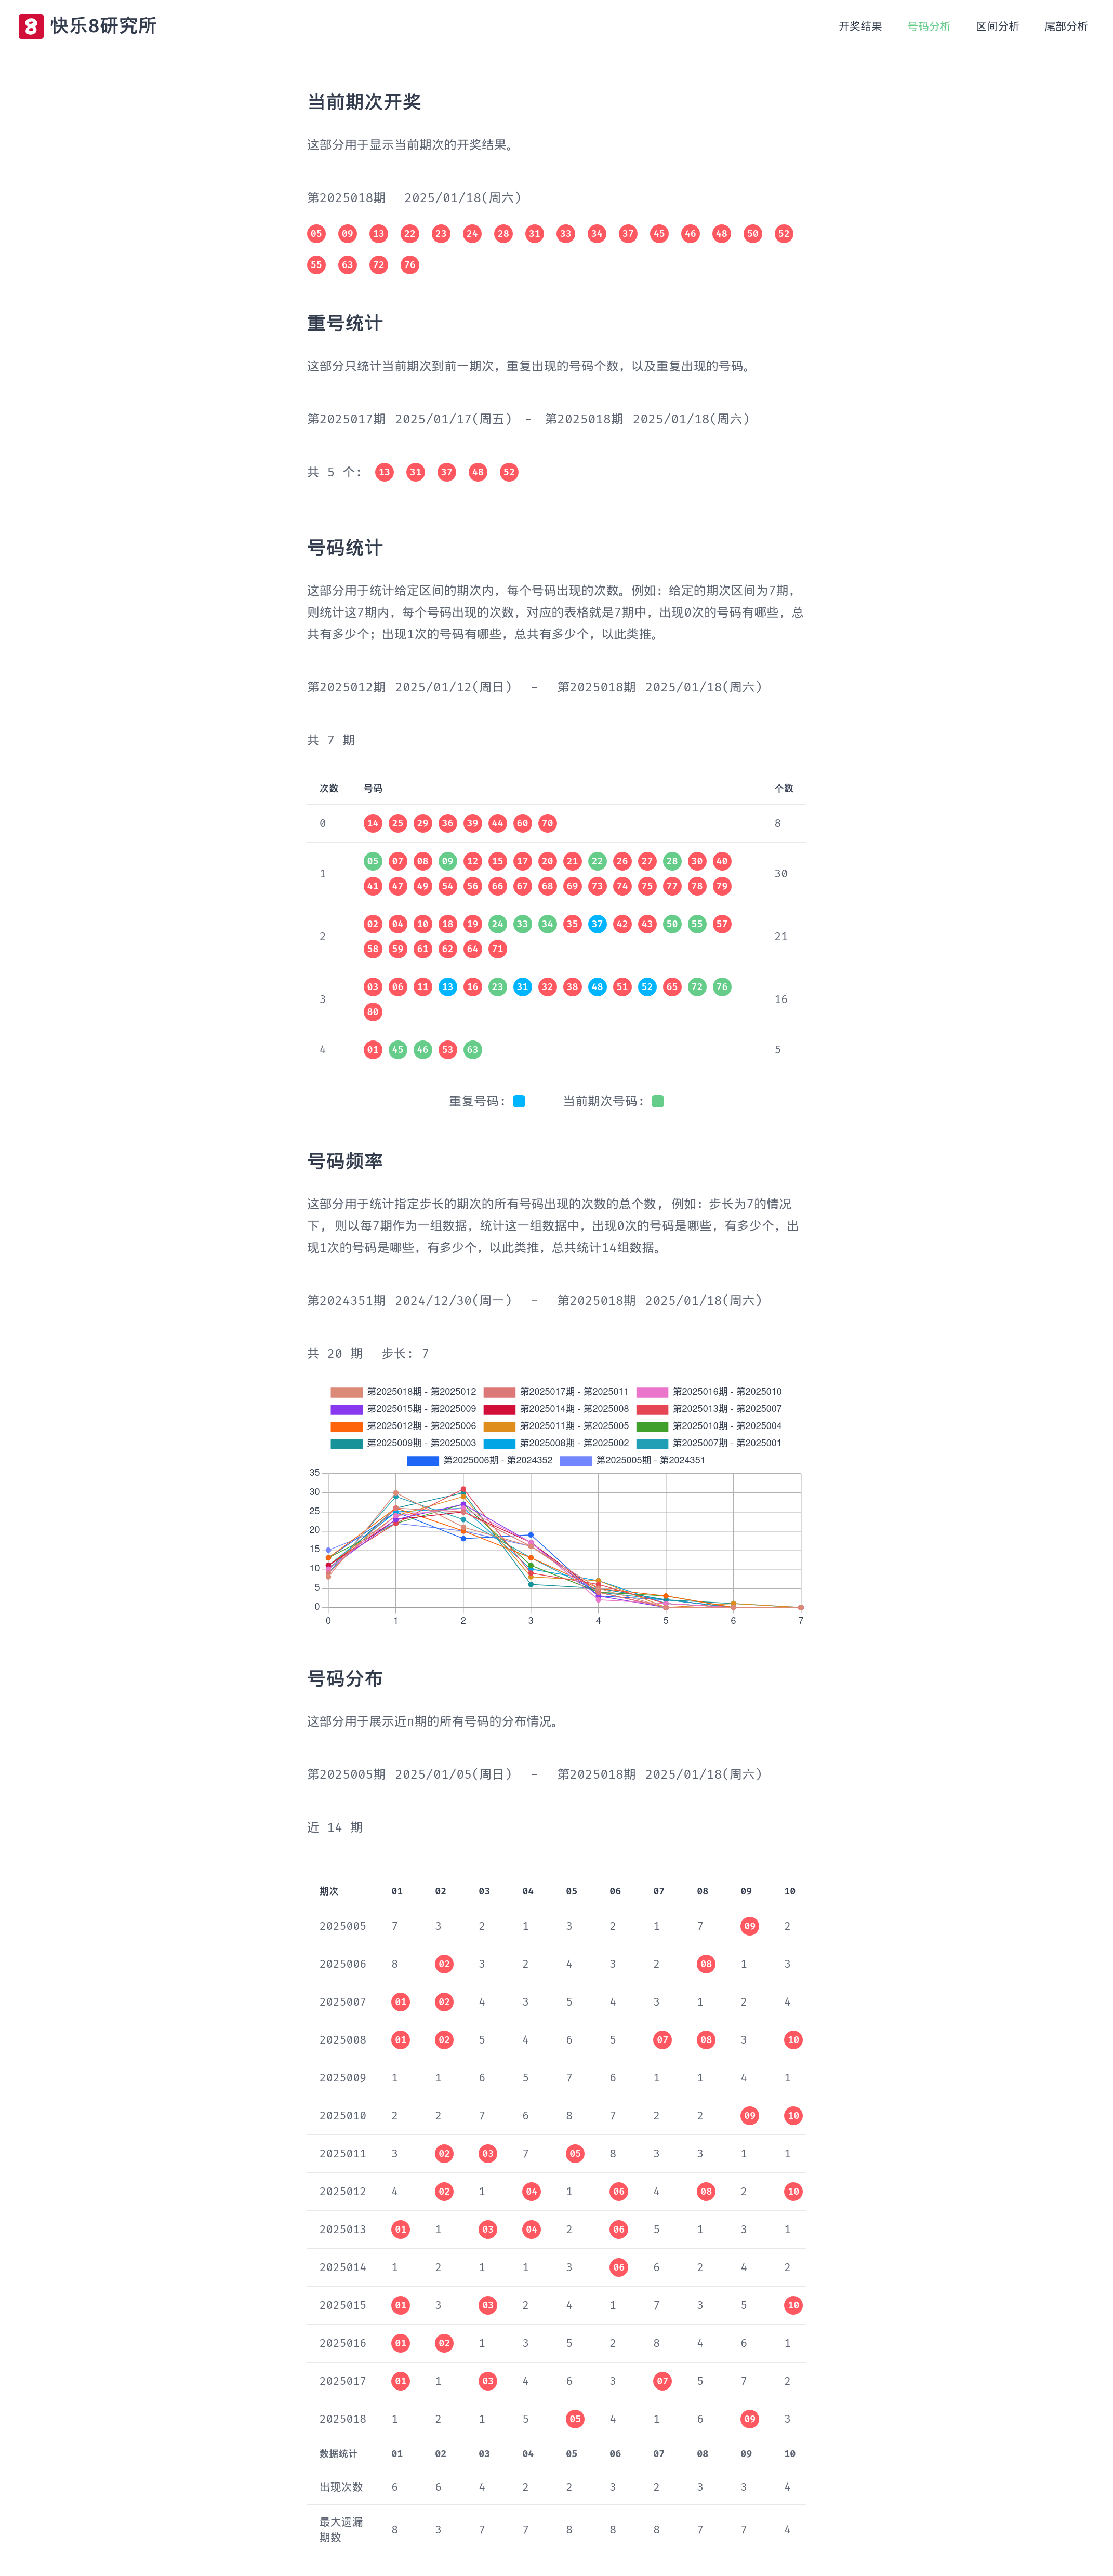 8 快乐8研究所 开奖结果 号码分析 区间分析 尾部分析
当前期次开奖
这部分用于显示当前期次的开奖结果。
第2025018期 2025/01/18(周六)
05 09 13 22 23 24 28 31 33 34 37 45 46 48 50 52
55 63 72 76
重号统计
这部分只统计当前期次到前一期次，重复出现的号码个数，以及重复出现的号码。
第2025017期 2025/01/17(周五) - 第2025018期 2025/01/18(周六)
共 5 个: 13 31 37 48 52
号码统计
这部分用于统计给定区间的期次内，每个号码出现的次数。例如：给定的期次区间为7期，
则统计这7期内，每个号码出现的次数，对应的表格就是7期中，出现0次的号码有哪些，总
共有多少个；出现1次的号码有哪些，总共有多少个，以此类推。
第2025012期 2025/01/12(周日) - 第2025018期 2025/01/18(周六)
共 7 期
次数 号码 个数
0 14 25 29 36 39 44 60 70 8
05 07 08 09 12 15 17 20 21 22 26 27 28 30 40
1 30
41 47 49 54 56 66 67 68 69 73 74 75 77 78 79
02 04 10 18 19 24 33 34 35 37 42 43 50 55 57
2 21
58 59 61 62 64 71
03 06 11 13 16 23 31 32 38 48 51 52 65 72 76
3 16
80
4 01 45 46 53 63 5
重复号码: 当前期次号码:
号码频率
这部分用于统计指定步长的期次的所有号码出现的次数的总个数, 例如：步长为7的情况
下, 则以每7期作为一组数据，统计这一组数据中，出现0次的号码是哪些，有多少个，出
现1次的号码是哪些，有多少个，以此类推，总共统计14组数据。
第2024351期 2024/12/30(周一) - 第2025018期 2025/01/18(周六)
共 20 期 步长: 7
第2025018期 - 第2025012 第2025017期 - 第2025011 第2025016期 - 第2025010
第2025015期 - 第2025009 第2025014期 - 第2025008 第2025013期 - 第2025007
第2025012期 - 第2025006 第2025011期 - 第2025005 第2025010期 - 第2025004
第2025009期 - 第2025003 第2025008期 - 第2025002 第2025007期 - 第2025001
第2025006期 - 第2024352 第2025005期 - 第2024351
35
30
25
20
15
10
5
0
0 1 2 3 4 5 6 7
号码分布
这部分用于展示近n期的所有号码的分布情况。
第2025005期 2025/01/05(周日) - 第2025018期 2025/01/18(周六)
近 14 期
期次 01 02 03 04 05 06 07 08 09 10
2025005 7 3 2 1 3 2 1 7 09 2
2025006 8 02 3 2 4 3 2 08 1 3
2025007 01 02 4 3 5 4 3 1 2 4
2025008 01 02 5 4 6 5 07 08 3 10
2025009 1 1 6 5 7 6 1 1 4 1
2025010 2 2 7 6 8 7 2 2 09 10
2025011 3 02 03 7 05 8 3 3 1 1
2025012 4 02 1 04 1 06 4 08 2 10
2025013 01 1 03 04 2 06 5 1 3 1
2025014 1 2 1 1 3 06 6 2 4 2
2025015 01 3 03 2 4 1 7 3 5 10
2025016 01 02 1 3 5 2 8 4 6 1
2025017 01 1 03 4 6 3 07 5 7 2
2025018 1 2 1 5 05 4 1 6 09 3
数据统计 01 02 03 04 05 06 07 08 09 10
出现次数 6 6 4 2 2 3 2 3 3 4
最大遗漏
期数 8 3 7 7 8 8 8 7 7 4